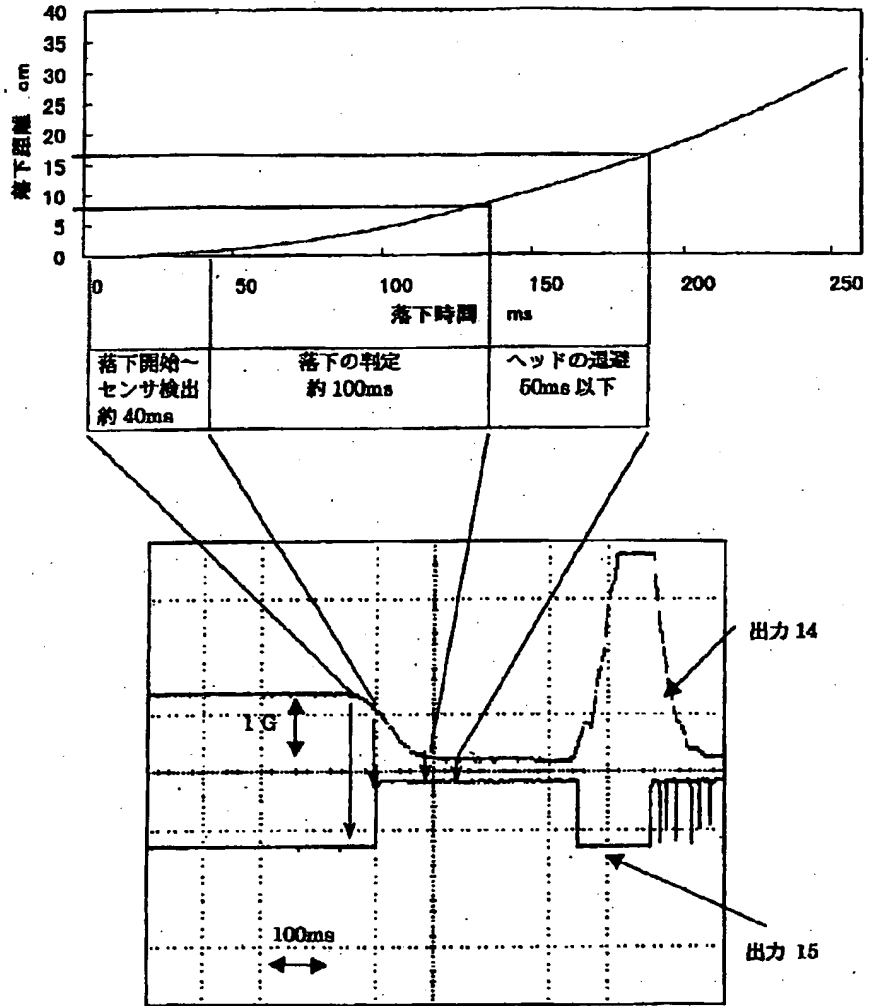 40
35
30
25
20
15
10
5
0
落下距離 cm
0 50 100 150 200 250
落下時間 ms
落下開始~
センサ検出
約 40ms
落下の判定
約 100ms
ヘッドの退避
50ms 以下
出力 14
1 G
100ms
出力 15